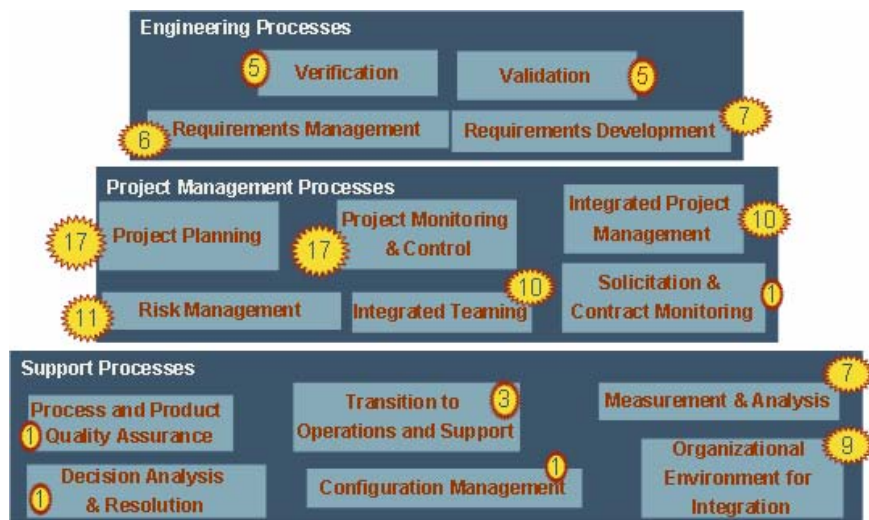 Engineering Processes
5 Verification
Validation 5
6 Requirements Management
Requirements Development 7
Project Management Processes
17 Project Planning
17 Project Monitoring
& Control
Integrated Project
Management 10
11 Risk Management
Integrated Teaming 10
Solicitation &
Contract Monitoring 1
Support Processes
Process and Product
1 Quality Assurance
Transition to 3
Operations and Support
Measurement & Analysis 7
1 Decision Analysis
& Resolution
Configuration Management 1
Organizational 9
Environment for
Integration